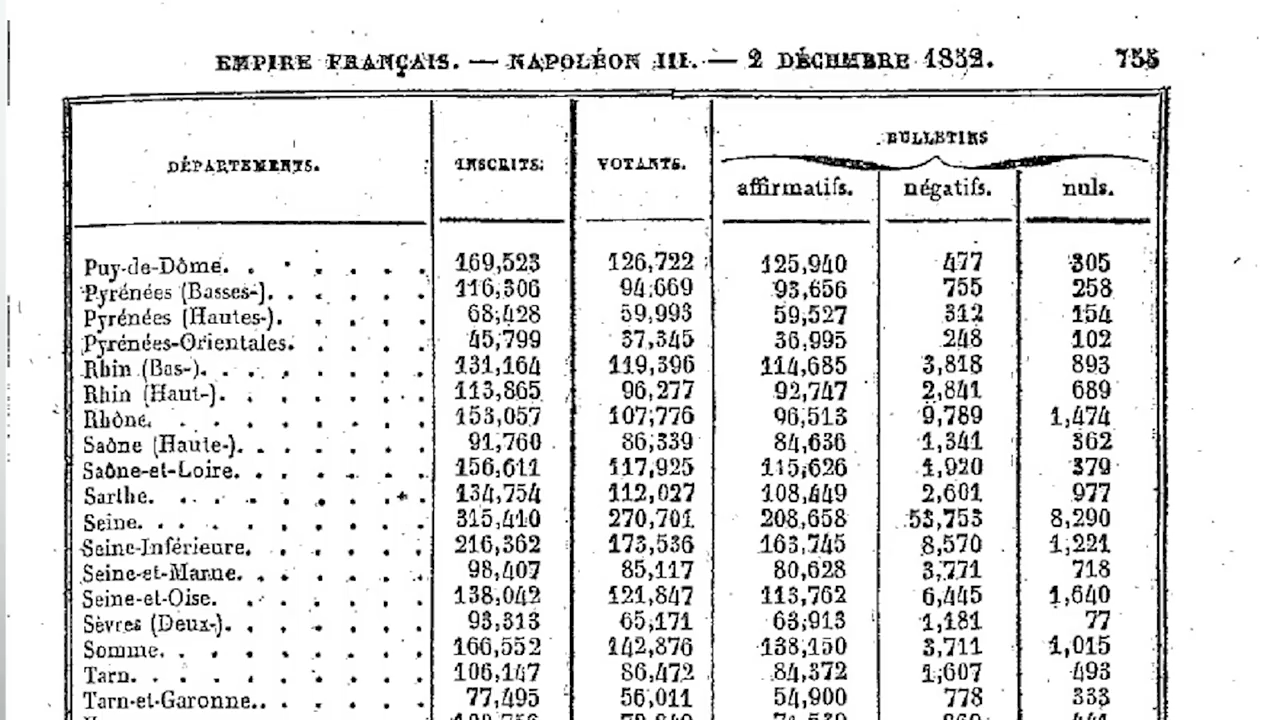 EMPIRE FRANÇAIS. — NAPOLÉON III. — 2 DÉCEMBRE 1852. 755
BULLETINS
DÉPARTEMENTS. INSCRITS. VOTANTS.
affirmatifs. négatifs. nuls.
Puy-de-Dôme. 169,523 126,722 125,940 477 305
Pyrénées (Basses-). 116,306 94,669 93,656 755 258
Pyrénées (Hautes-). 68,428 59,993 59,527 312 154
Pyrénées-Orientales. 45,799 37,345 36,995 248 102
Rhin (Bas-). 131,164 119,396 114,685 3,818 893
Rhin (Haut-). 113,865 96,277 92,747 2,841 689
Rhône. 153,057 107,776 96,513 9,789 1,474
Saône (Haute-). 91,760 86,339 84,636 1,341 362
Saône-et-Loire. 156,611 117,925 115,626 1,920 379
Sarthe. 134,754 112,027 108,449 2,601 977
Seine. 315,410 270,701 208,658 53,753 8,290
Seine-Inférieure. 216,362 173,536 163,745 8,570 1,221
Seine-et-Marne. 98,407 85,117 80,628 3,771 718
Seine-et-Oise. 138,042 121,847 113,762 6,445 1,640
Sèvres (Deux-). 93,313 65,171 63,913 1,181 77
Somme. 166,552 142,876 138,150 3,711 1,015
Tarn. 106,147 86,472 84,372 1,607 493
Tarn-et-Garonne. 77,495 56,011 54,900 778 333